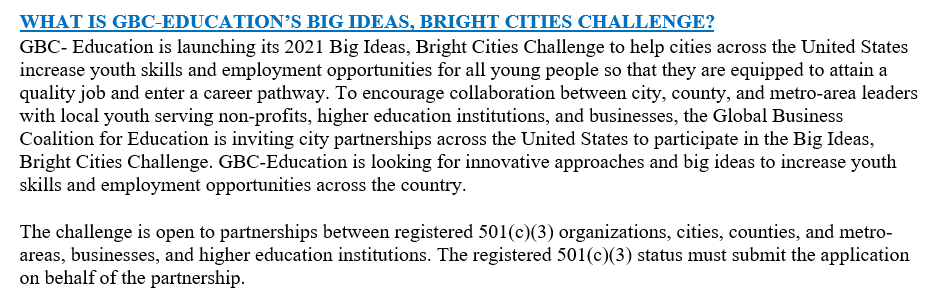 WHAT IS GBC-EDUCATION’S BIG IDEAS, BRIGHT CITIES CHALLENGE?
GBC- Education is launching its 2021 Big Ideas, Bright Cities Challenge to help cities across the United States
increase youth skills and employment opportunities for all young people so that they are equipped to attain a
quality job and enter a career pathway. To encourage collaboration between city, county, and metro-area leaders
with local youth serving non-profits, higher education institutions, and businesses, the Global Business
Coalition for Education is inviting city partnerships across the United States to participate in the Big Ideas,
Bright Cities Challenge. GBC-Education is looking for innovative approaches and big ideas to increase youth
skills and employment opportunities across the country.
The challenge is open to partnerships between registered 501(c)(3) organizations, cities, counties, and metro-
areas, businesses, and higher education institutions. The registered 501(c)(3) status must submit the application
on behalf of the partnership.